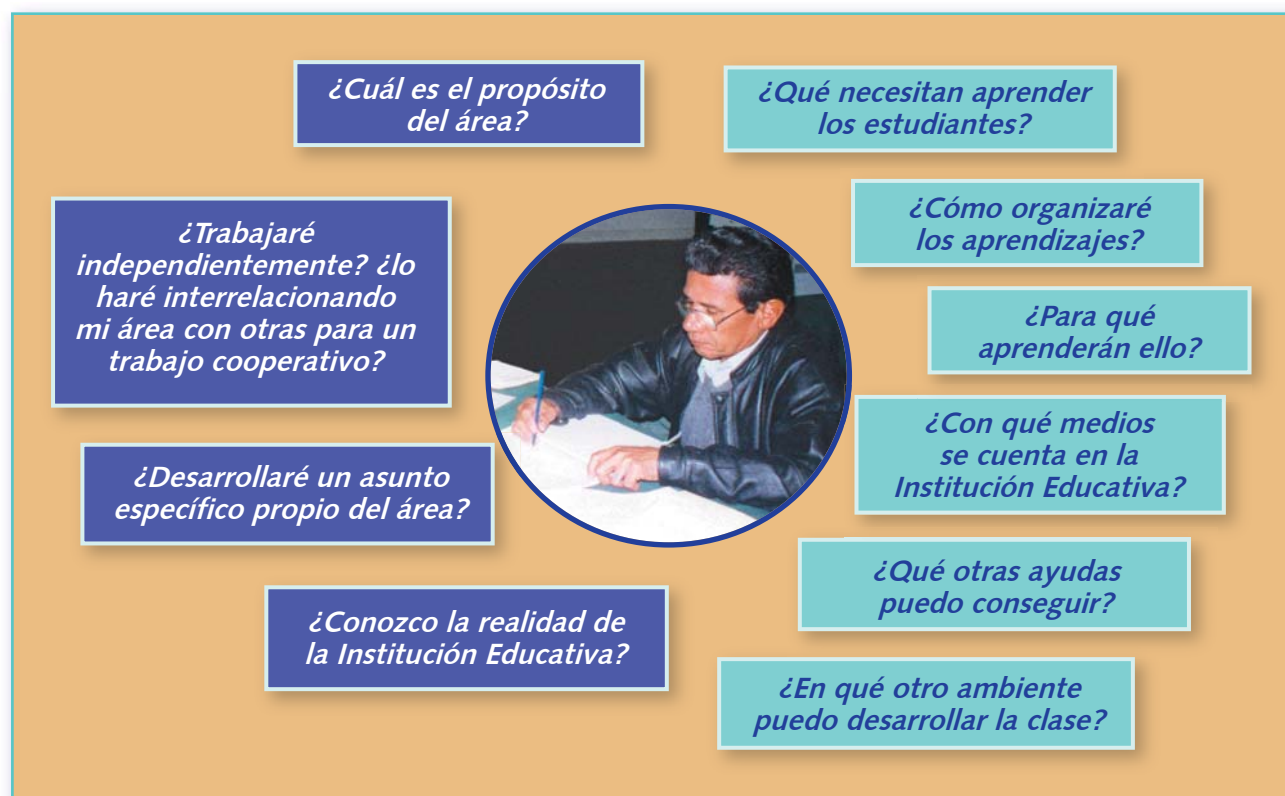 ¿Cuál es el propósito
del área?
¿Qué necesitan aprender
los estudiantes?
¿Trabajaré
independientemente? ¿lo
haré interrelacionando
mi área con otras para un
trabajo cooperativo?
¿Cómo organizaré
los aprendizajes?
¿Para qué
aprenderán ello?
¿Con qué medios
se cuenta en la
Institución Educativa?
¿Desarrollaré un asunto
específico propio del área?
¿Qué otras ayudas
puedo conseguir?
¿Conozco la realidad de
la Institución Educativa?
¿En qué otro ambiente
puedo desarrollar la clase?